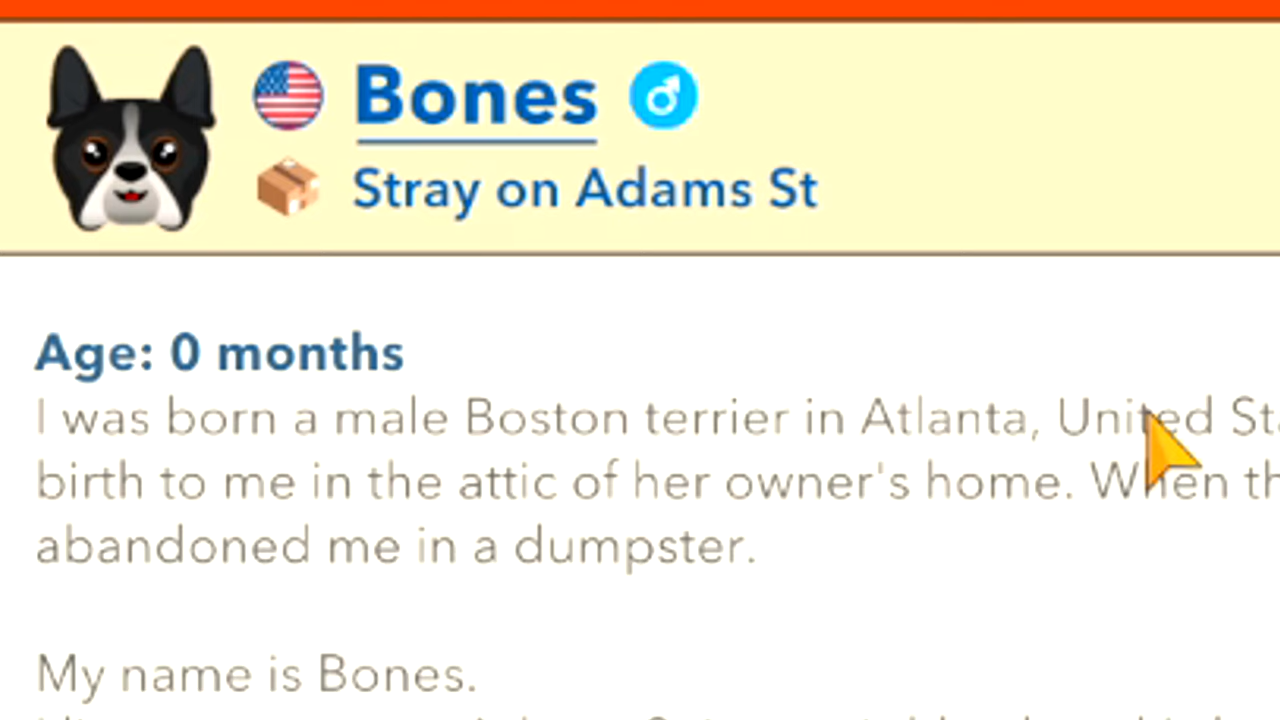 Bones
Stray on Adams St
Age: 0 months
I was born a male Boston terrier in Atlanta, United
birth to me in the attic of her owner's home. When
abandoned me in a dumpster.
My name is Bones.